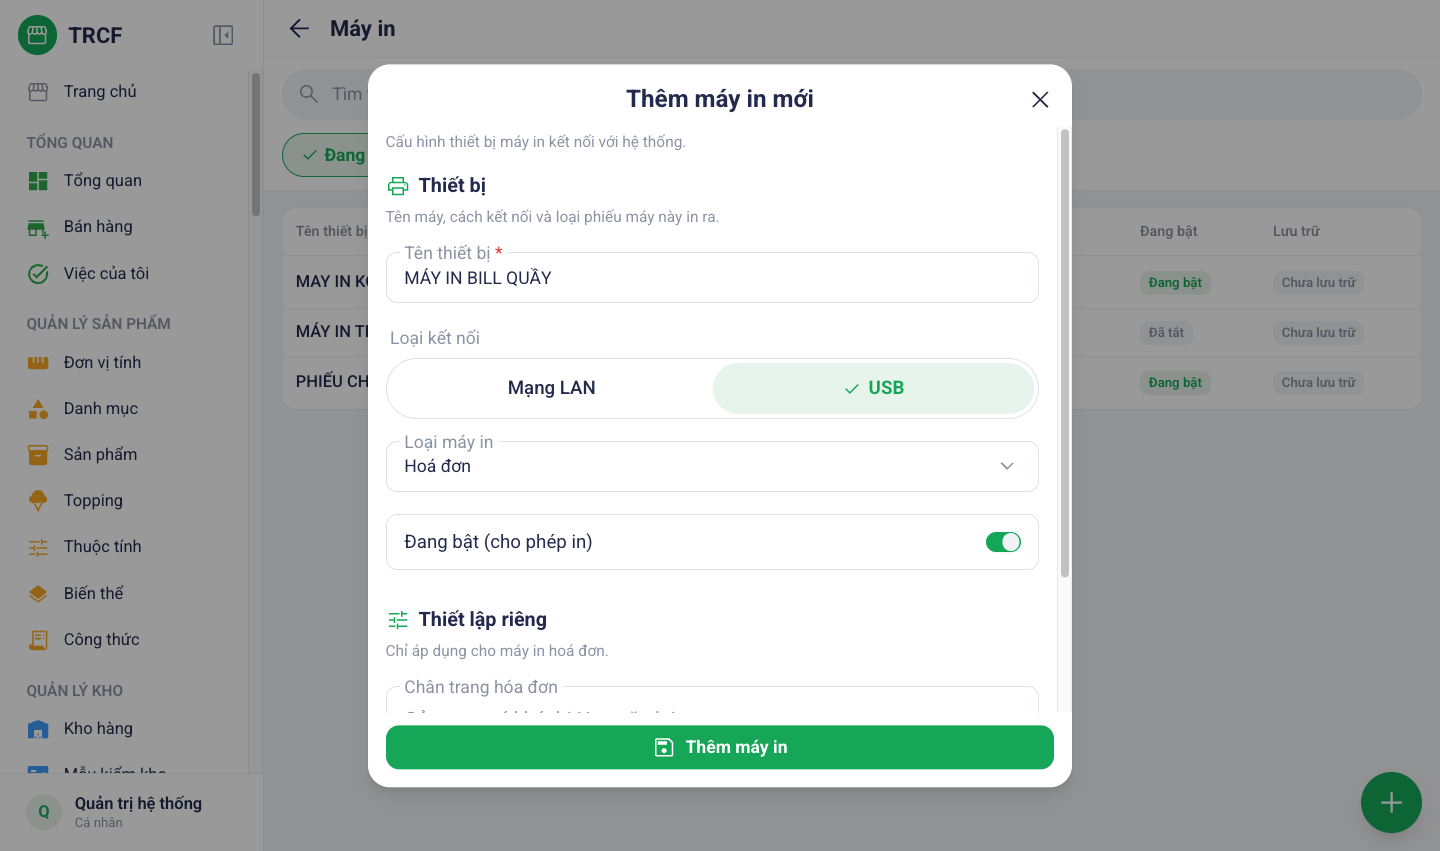 TRCF
Trang chủ
TỔNG QUAN
Tổng quan
Bán hàng
Việc của tôi
QUẢN LÝ SẢN PHẨM
Đơn vị tính
Danh mục
Sản phẩm
Topping
Thuộc tính
Biến thể
Công thức
QUẢN LÝ KHO
Kho hàng
Mẫu kiểm kho
Q
Quản trị hệ thống
Cá nhân
Máy in
Tìm
Đang
Tên thiết bị
Đang bật
Lưu trữ
MAY IN
Đang bật
Chưa lưu trữ
MÁY IN
Đã tắt
Chưa lưu trữ
PHIẾU
Đang bật
Chưa lưu trữ
Thêm máy in mới
Cấu hình thiết bị máy in kết nối với hệ thống.
Thiết bị
Tên máy, cách kết nối và loại phiếu máy này in ra.
Tên thiết bị *
MÁY IN BILL QUẦY
Loại kết nối
Mạng LAN
USB
Loại máy in
Hoá đơn
Đang bật (cho phép in)
Thiết lập riêng
Chỉ áp dụng cho máy in hoá đơn.
Chân trang hóa đơn
Thêm máy in